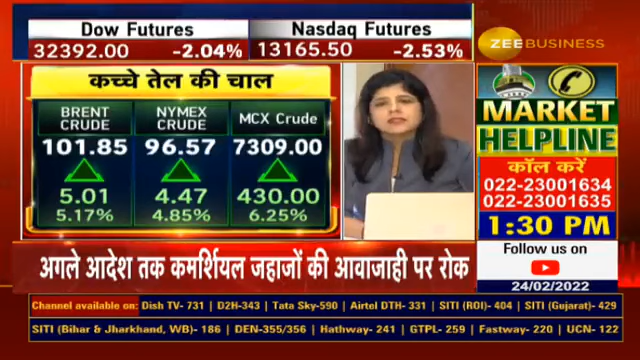 Dow Futures
32392.00 -2.04%
Nasdaq Futures
13165.50 -2.53%
ZEE BUSINESS
कच्चे तेल की चाल
BRENT CRUDE
101.85
5.01
5.17%
NYMEX CRUDE
96.57
4.47
4.85%
MCX Crude
7309.00
430.00
6.25%
MARKET
HELPLINE
कॉल करें
022-23001634
022-23001635
1:30 PM
Follow us on
24/02/2022
अगले आदेश तक कमर्शियल जहाजों की आवाजाही पर रोक
Channel available on: Dish TV- 731 | D2H-343 | Tata Sky-590 | Airtel DTH- 331 | SITI (ROI)- 404 | SITI (Gujarat)- 429
SITI (Bihar & Jharkhand, WB)- 186 | DEN-355/356 | Hathway- 241 | GTPL- 259 | Fastway- 220 | UCN- 122